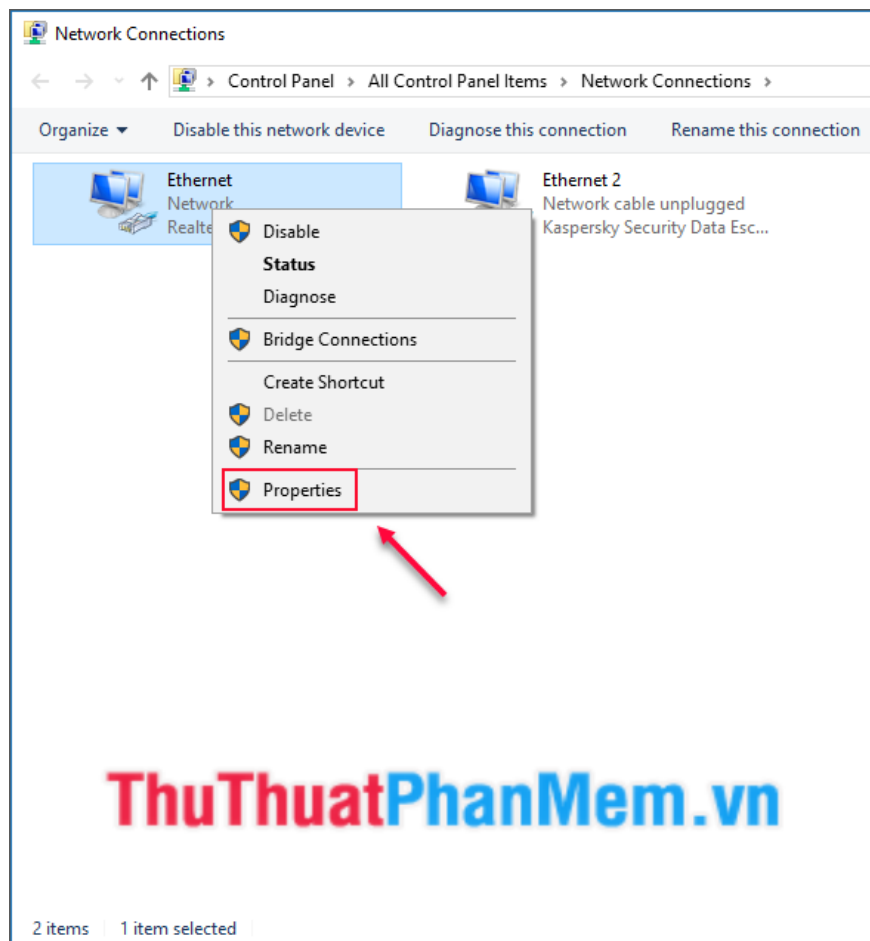 Network Connections
Control Panel > All Control Panel Items > Network Connections >
Organize Disable this network device Diagnose this connection Rename this connection
Ethernet
Network
Realte
Ethernet 2
Network cable unplugged
Kaspersky Security Data Esc...
Disable
Status
Diagnose
Bridge Connections
Create Shortcut
Delete
Rename
Properties
ThuThuatPhanMem.vn
2 items 1 item selected